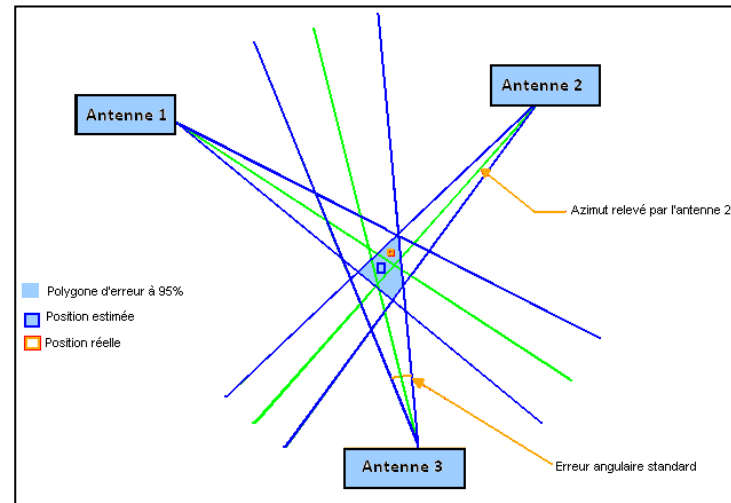 Antenne 1
Antenne 2
Azimut relevé par l'antenne 2
Polygone d'erreur à 95%
Position estimée
Position réelle
Antenne 3
Erreur angulaire standard